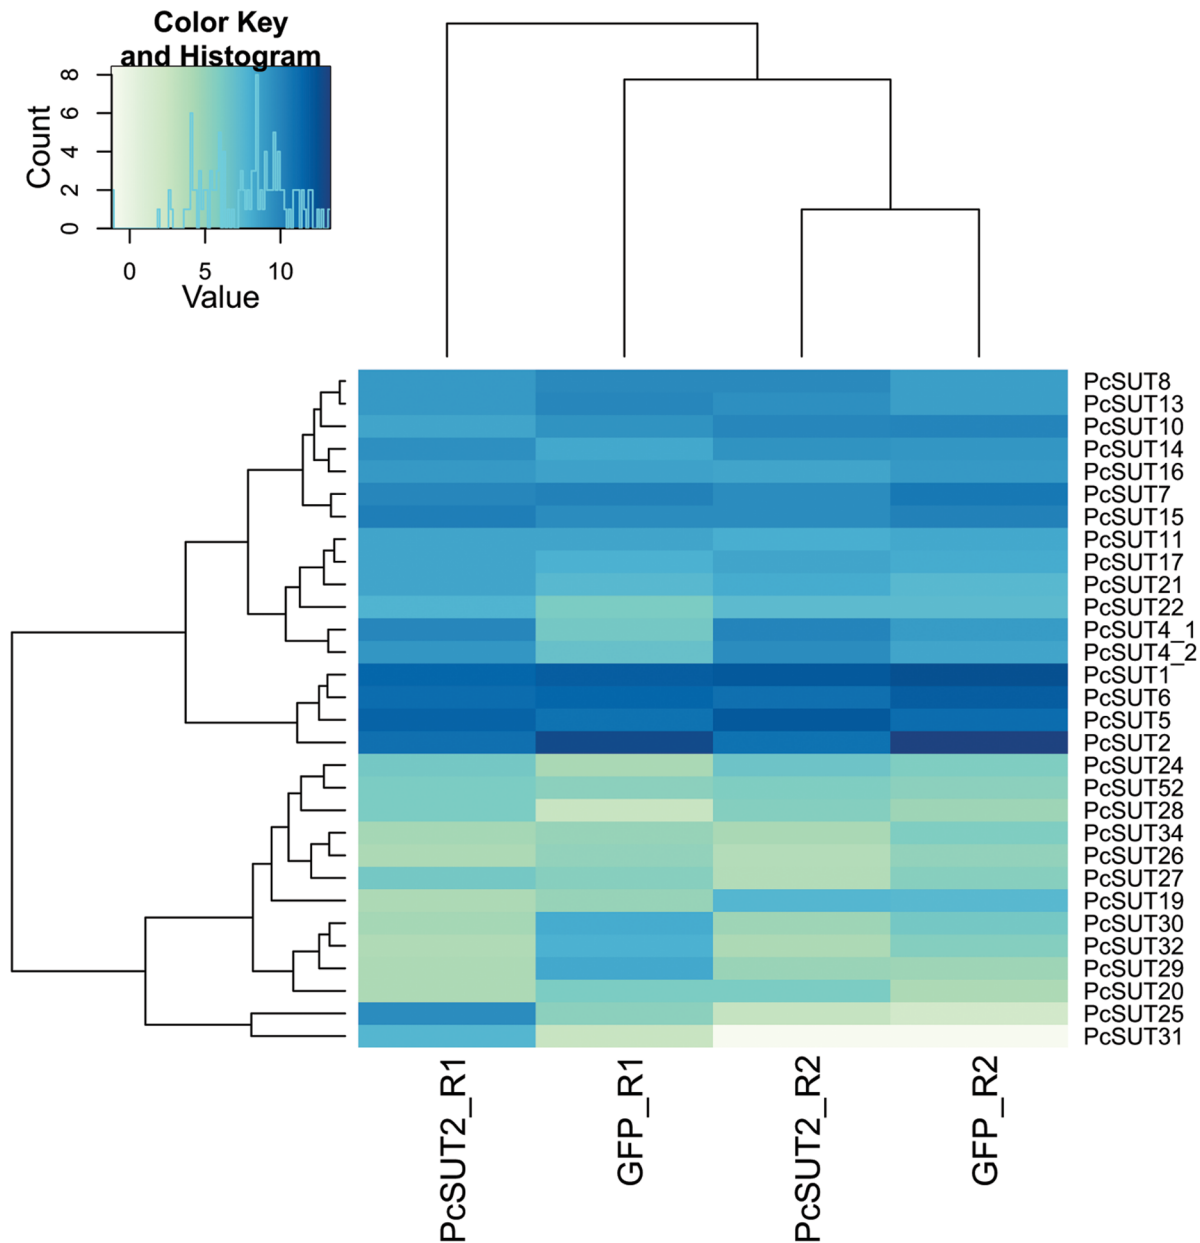 Color Key
and Histogram
8
6
4
2
0
Count
0 5 10
Value
PcSUT8
PcSUT13
PcSUT10
PcSUT14
PcSUT16
PcSUT7
PcSUT15
PcSUT11
PcSUT17
PcSUT21
PcSUT22
PcSUT4_1
PcSUT4_2
PcSUT1
PcSUT6
PcSUT5
PcSUT2
PcSUT24
PcSUT52
PcSUT28
PcSUT34
PcSUT26
PcSUT27
PcSUT19
PcSUT30
PcSUT32
PcSUT29
PcSUT20
PcSUT25
PcSUT31
PcSUT2_R1
GFP_R1
PcSUT2_R2
GFP_R2